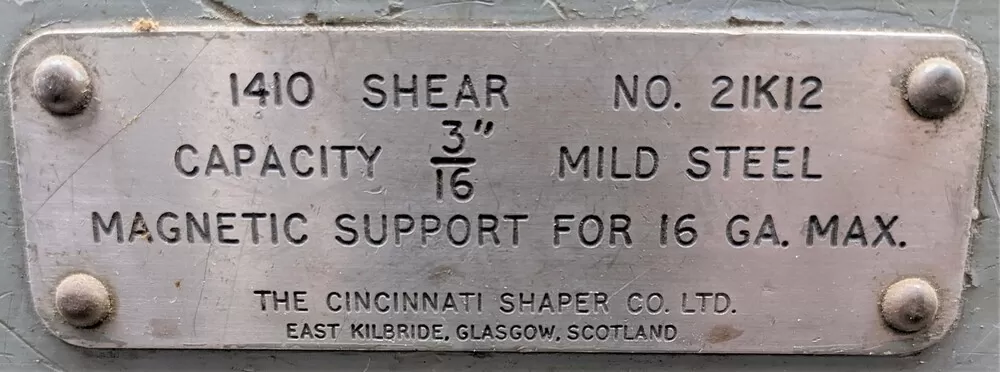 1410 SHEAR NO. 21K12
CAPACITY 3/16" MILD STEEL
MAGNETIC SUPPORT FOR 16 GA. MAX.
THE CINCINNATI SHAPER CO. LTD.
EAST KILBRIDE, GLASGOW, SCOTLAND